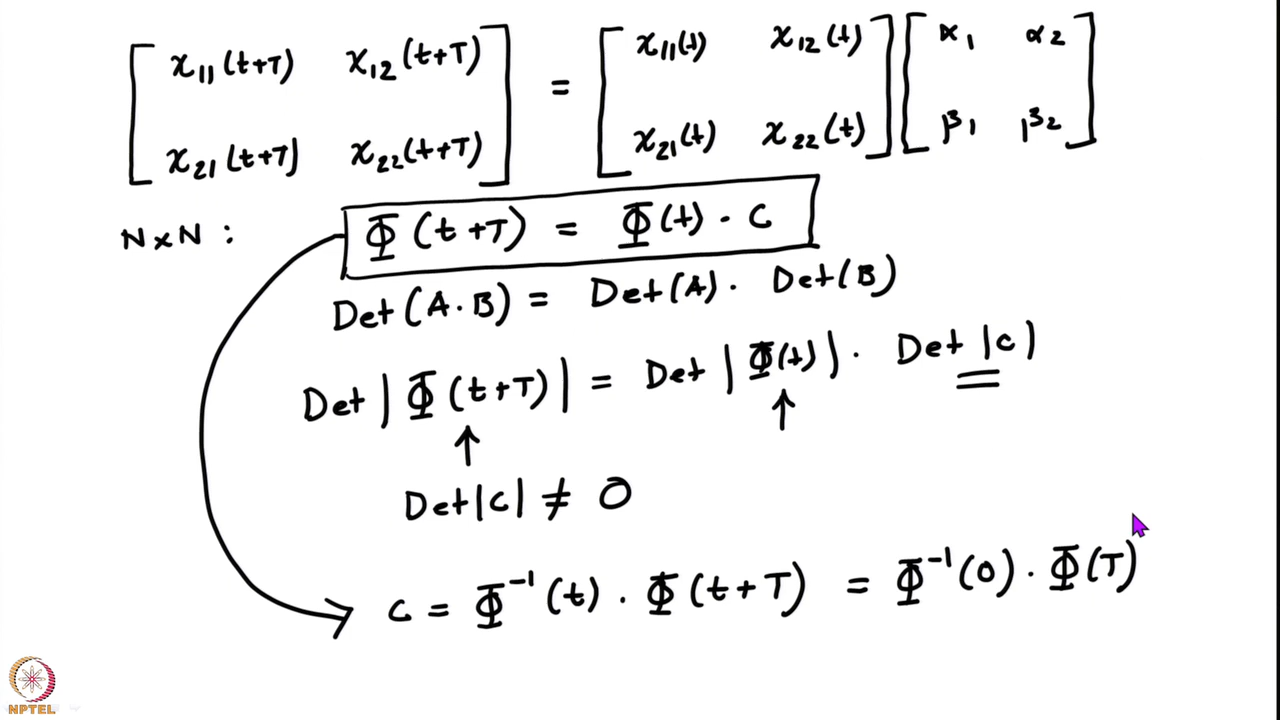 [ x₁₁(t+T) x₁₂(t+T) ] = [ x₁₁(t) x₁₂(t) ] [ α₁ α₂ ]
[ x₂₁(t+T) x₂₂(t+T) ] [ x₂₁(t) x₂₂(t) ] [ β₁ β₂ ]
N×N : Φ(t+T) = Φ(t) · C
Det(A·B) = Det(A) · Det(B)
Det |Φ(t+T)| = Det |Φ(t)| · Det |C|
↑ ↑
Det|C| ≠ 0
C = Φ⁻¹(t) · Φ(t+T) = Φ⁻¹(0) · Φ(T)
NPTEL